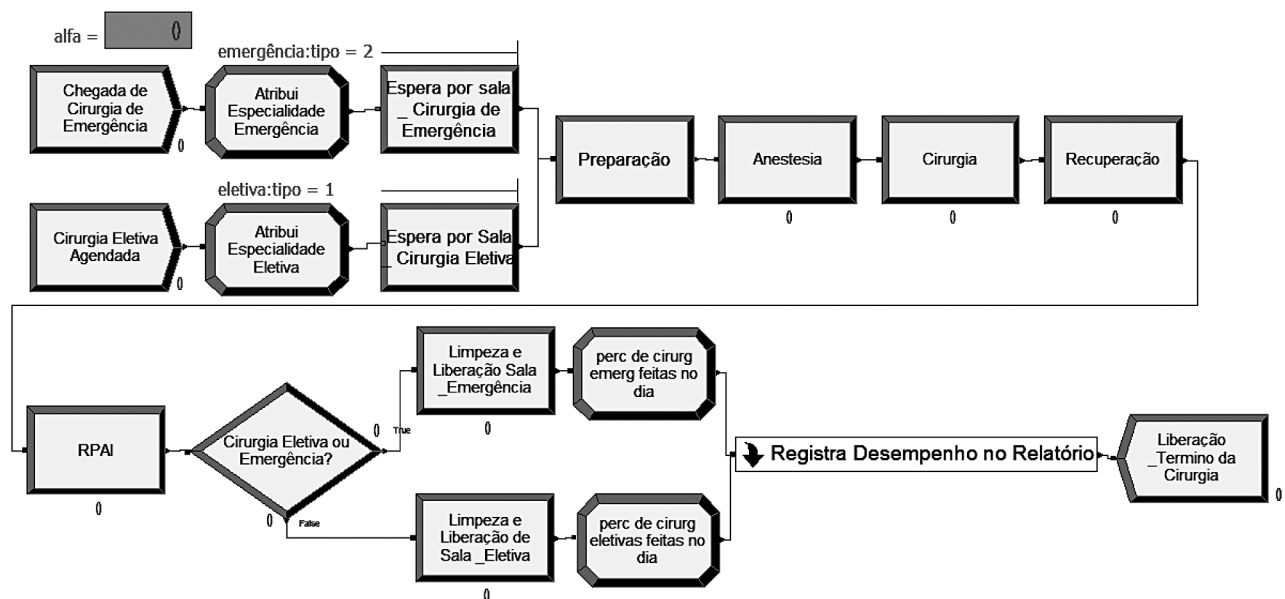 alfa = 0
emergência:tipo = 2
Chegada de
Cirurgia de
Emergência
0
Atribui
Especialidade
Emergência
Espera por sala
_ Cirurgia de
Emergência
eletiva:tipo = 1
Cirurgia Eletiva
Agendada
0
Atribui
Especialidade
Eletiva
Espera por Sala
_ Cirurgia Eletiva
Preparação
Anestesia
0
Cirurgia
0
Recuperação
0
RPAI
0
Cirurgia Eletiva ou
Emergência?
0
True
0
False
Limpeza e
Liberação Sala
_Emergência
0
perc de cirurg
emerg feitas no
dia
Limpeza e
Liberação de
Sala _Eletiva
0
perc de cirurg
eletivas feitas no
dia
Registra Desempenho no Relatório
Liberação
_Termino da
Cirurgia
0